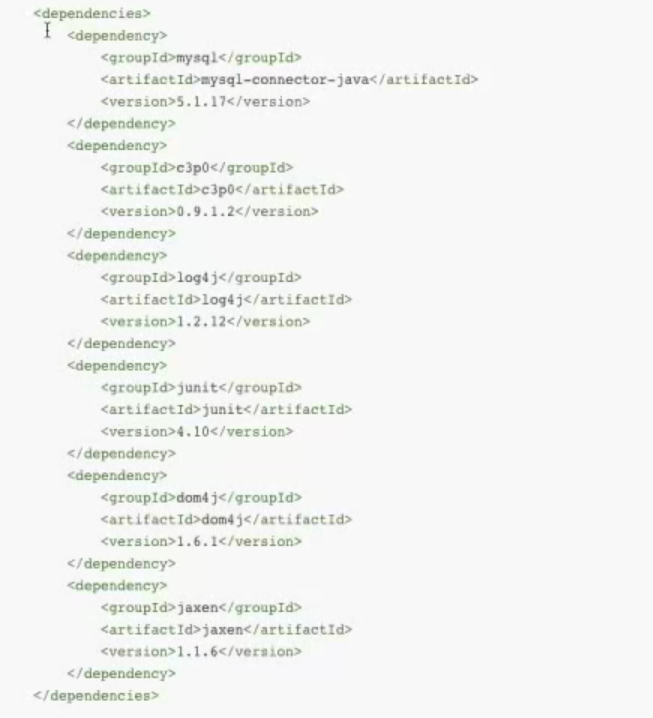 <dependencies>
<dependency>
<groupId>mysql</groupId>
<artifactId>mysql-connector-java</artifactId>
<version>5.1.17</version>
</dependency>
<dependency>
<groupId>c3p0</groupId>
<artifactId>c3p0</artifactId>
<version>0.9.1.2</version>
</dependency>
<dependency>
<groupId>log4j</groupId>
<artifactId>log4j</artifactId>
<version>1.2.12</version>
</dependency>
<dependency>
<groupId>junit</groupId>
<artifactId>junit</artifactId>
<version>4.10</version>
</dependency>
<dependency>
<groupId>dom4j</groupId>
<artifactId>dom4j</artifactId>
<version>1.6.1</version>
</dependency>
<dependency>
<groupId>jaxen</groupId>
<artifactId>jaxen</artifactId>
<version>1.1.6</version>
</dependency>
</dependencies>